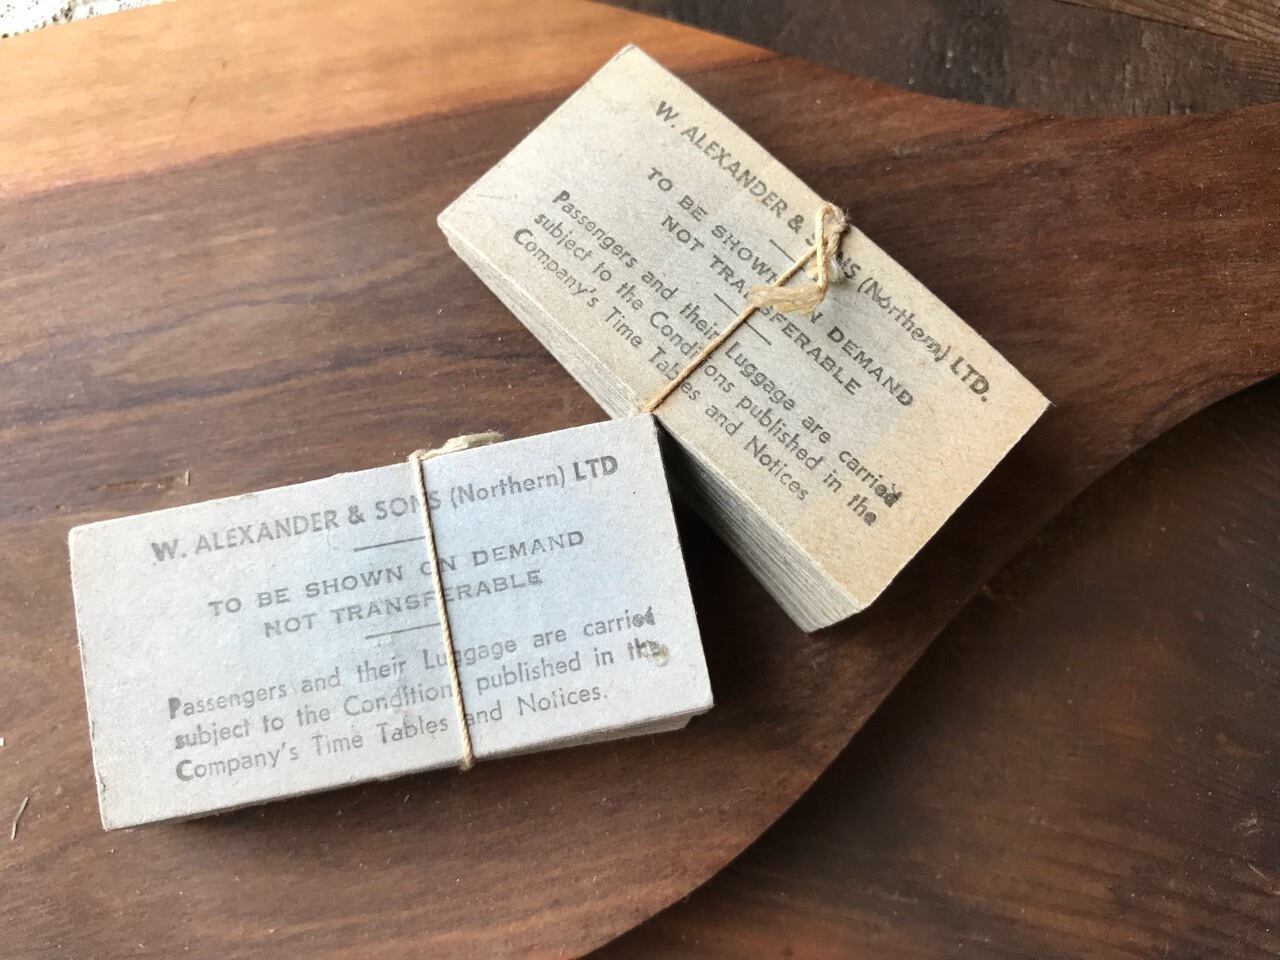 W. ALEXANDER & SONS (Northern) LTD.
TO BE SHOWN ON DEMAND
NOT TRANSFERABLE
Passengers and their Luggage are carried
subject to the Conditions published in the
Company's Time Tables and Notices
W. ALEXANDER & SONS (Northern) LTD
TO BE SHOWN ON DEMAND
NOT TRANSFERABLE
Passengers and their Luggage are carried
subject to the Condition published in the
Company's Time Tables and Notices.